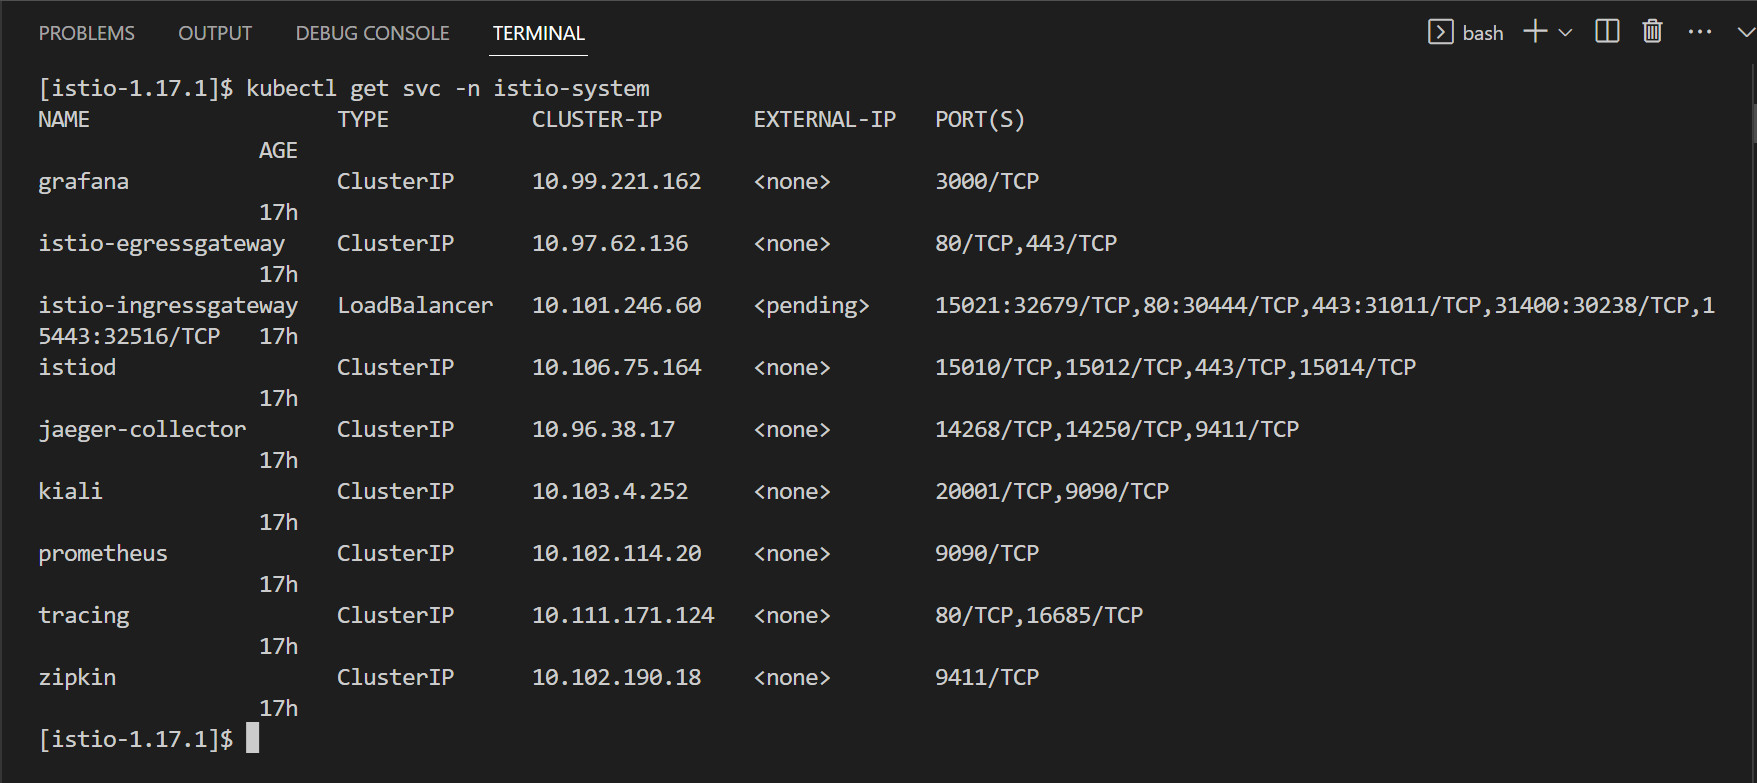 PROBLEMS OUTPUT DEBUG CONSOLE TERMINAL bash
[istio-1.17.1]$ kubectl get svc -n istio-system
NAME TYPE CLUSTER-IP EXTERNAL-IP PORT(S)
AGE
grafana ClusterIP 10.99.221.162 <none> 3000/TCP
17h
istio-egressgateway ClusterIP 10.97.62.136 <none> 80/TCP,443/TCP
17h
istio-ingressgateway LoadBalancer 10.101.246.60 <pending> 15021:32679/TCP,80:30444/TCP,443:31011/TCP,31400:30238/TCP,1
5443:32516/TCP 17h
istiod ClusterIP 10.106.75.164 <none> 15010/TCP,15012/TCP,443/TCP,15014/TCP
17h
jaeger-collector ClusterIP 10.96.38.17 <none> 14268/TCP,14250/TCP,9411/TCP
17h
kiali ClusterIP 10.103.4.252 <none> 20001/TCP,9090/TCP
17h
prometheus ClusterIP 10.102.114.20 <none> 9090/TCP
17h
tracing ClusterIP 10.111.171.124 <none> 80/TCP,16685/TCP
17h
zipkin ClusterIP 10.102.190.18 <none> 9411/TCP
17h
[istio-1.17.1]$